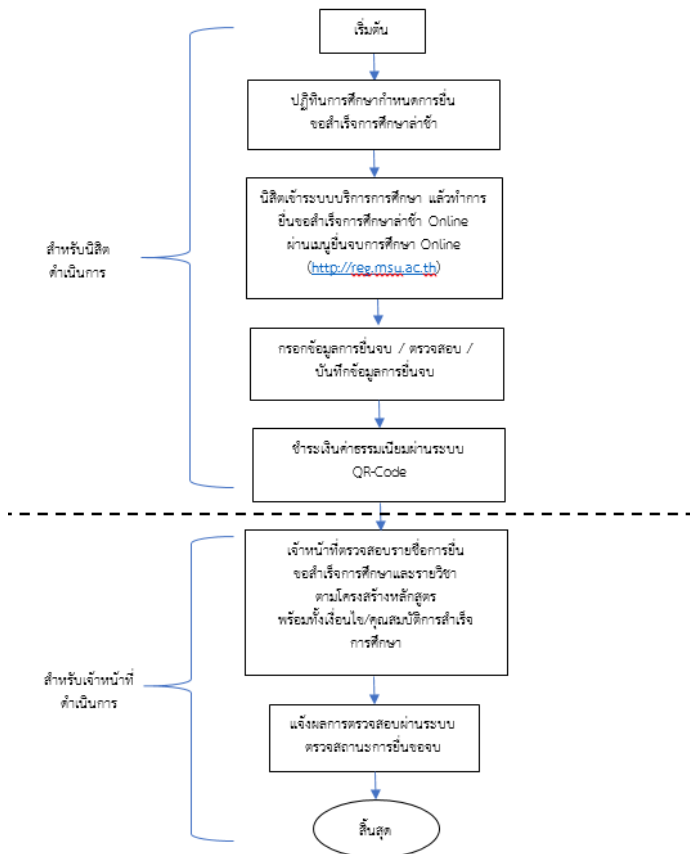 เริ่มต้น
ปฏิทินการศึกษากำหนดการยื่น
ขอสำเร็จการศึกษาล่าช้า
นิสิตเข้าระบบบริการการศึกษา แล้วทำการ
ยื่นขอสำเร็จการศึกษาล่าช้า Online
ผ่านเมนูยื่นจบการศึกษา Online
(http://reg.msu.ac.th)
สำหรับนิสิต
ดำเนินการ
กรอกข้อมูลการยื่นจบ / ตรวจสอบ /
บันทึกข้อมูลการยื่นจบ
ชำระเงินค่าธรรมเนียมผ่านระบบ
QR-Code
เจ้าหน้าที่ตรวจสอบรายชื่อการยื่น
ขอสำเร็จการศึกษาและรายวิชา
ตามโครงสร้างหลักสูตร
พร้อมทั้งเงื่อนไข/คุณสมบัติการสำเร็จ
การศึกษา
สำหรับเจ้าหน้าที่
ดำเนินการ
แจ้งผลการตรวจสอบผ่านระบบ
ตรวจสถานะการยื่นขอจบ
สิ้นสุด